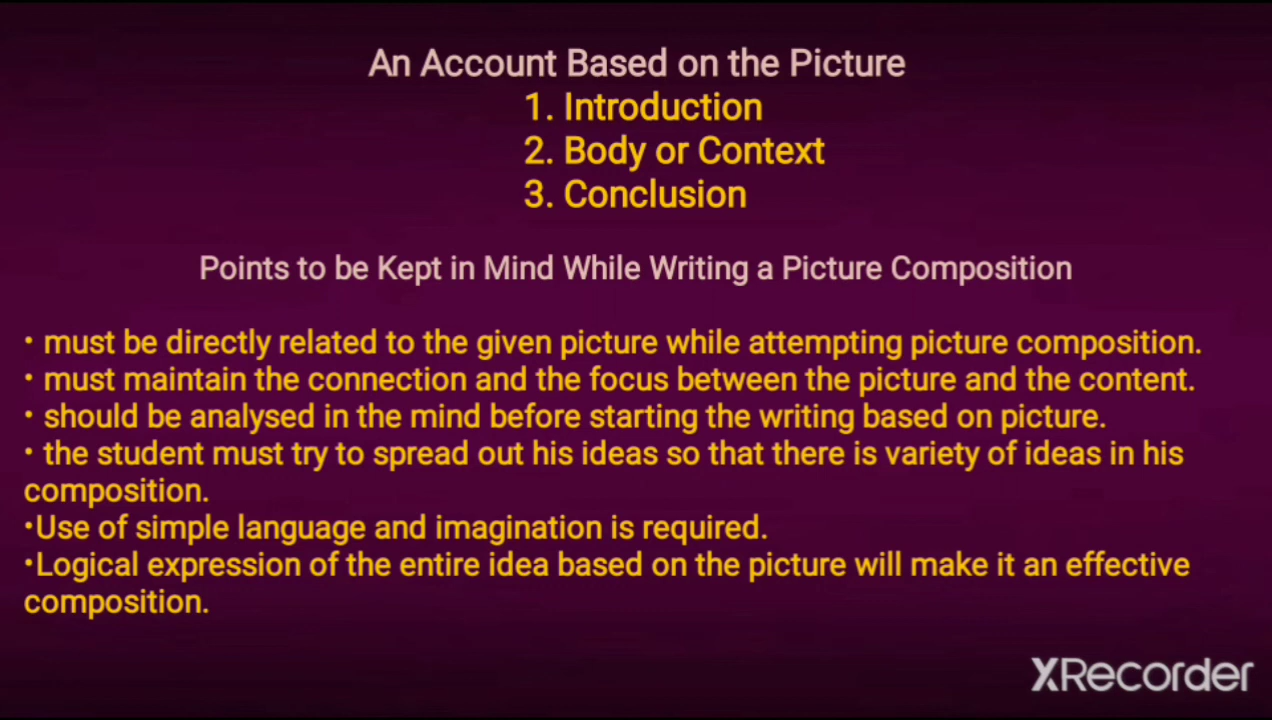 An Account Based on the Picture
1. Introduction
2. Body or Context
3. Conclusion
Points to be Kept in Mind While Writing a Picture Composition
• must be directly related to the given picture while attempting picture composition.
• must maintain the connection and the focus between the picture and the content.
• should be analysed in the mind before starting the writing based on picture.
• the student must try to spread out his ideas so that there is variety of ideas in his
composition.
•Use of simple language and imagination is required.
•Logical expression of the entire idea based on the picture will make it an effective
composition.
XRecorder